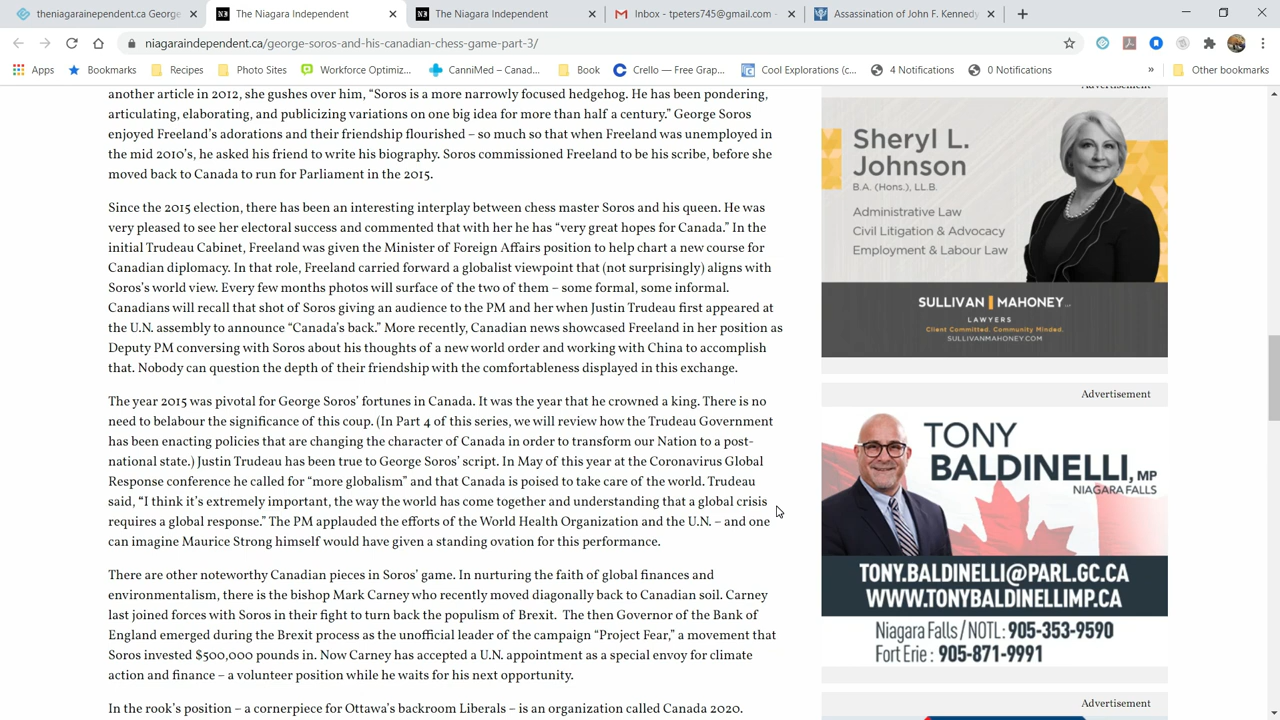 theniagaraindependent.ca George
The Niagara Independent
The Niagara Independent
Inbox - tpeters745@gmail.com -
Assassination of John F. Kennedy
niagaraindependent.ca/george-soros-and-his-canadian-chess-game-part-3/
Apps
Bookmarks
Recipes
Photo Sites
Workforce Optimiz...
CanniMed – Canad...
Book
Crello — Free Grap...
Cool Explorations (c...
4 Notifications
0 Notifications
Other bookmarks
another article in 2012, she gushes over him, “Soros is a more narrowly focused hedgehog. He has been pondering,
articulating, elaborating, and publicizing variations on one big idea for more than half a century.” George Soros
enjoyed Freeland’s adorations and their friendship flourished – so much so that when Freeland was unemployed in
the mid 2010’s, he asked his friend to write his biography. Soros commissioned Freeland to be his scribe, before she
moved back to Canada to run for Parliament in the 2015.
Since the 2015 election, there has been an interesting interplay between chess master Soros and his queen. He was
very pleased to see her electoral success and commented that with her he has “very great hopes for Canada.” In the
initial Trudeau Cabinet, Freeland was given the Minister of Foreign Affairs position to help chart a new course for
Canadian diplomacy. In that role, Freeland carried forward a globalist viewpoint that (not surprisingly) aligns with
Soros’s world view. Every few months photos will surface of the two of them – some formal, some informal.
Canadians will recall that shot of Soros giving an audience to the PM and her when Justin Trudeau first appeared at
the U.N. assembly to announce “Canada’s back.” More recently, Canadian news showcased Freeland in her position as
Deputy PM conversing with Soros about his thoughts of a new world order and working with China to accomplish
that. Nobody can question the depth of their friendship with the comfortableness displayed in this exchange.
The year 2015 was pivotal for George Soros’ fortunes in Canada. It was the year that he crowned a king. There is no
need to belabour the significance of this coup. (In Part 4 of this series, we will review how the Trudeau Government
has been enacting policies that are changing the character of Canada in order to transform our Nation to a post-
national state.) Justin Trudeau has been true to George Soros’ script. In May of this year at the Coronavirus Global
Response conference he called for “more globalism” and that Canada is poised to take care of the world. Trudeau
said, “I think it’s extremely important, the way the world has come together and understanding that a global crisis
requires a global response.” The PM applauded the efforts of the World Health Organization and the U.N. – and one
can imagine Maurice Strong himself would have given a standing ovation for this performance.
There are other noteworthy Canadian pieces in Soros’ game. In nurturing the faith of global finances and
environmentalism, there is the bishop Mark Carney who recently moved diagonally back to Canadian soil. Carney
last joined forces with Soros in their fight to turn back the populism of Brexit. The then Governor of the Bank of
England emerged during the Brexit process as the unofficial leader of the campaign “Project Fear,” a movement that
Soros invested $500,000 pounds in. Now Carney has accepted a U.N. appointment as a special envoy for climate
action and finance – a volunteer position while he waits for his next opportunity.
In the rook’s position – a cornerpiece for Ottawa’s backroom Liberals – is an organization called Canada 2020.
Advertisement
Sheryl L.
Johnson
B.A. (Hons.), LL.B.
Administrative Law
Civil Litigation & Advocacy
Employment & Labour Law
SULLIVAN MAHONEY LLP
LAWYERS
Client Committed. Community Minded.
SULLIVANMAHONEY.COM
Advertisement
TONY
BALDINELLI, MP
NIAGARA FALLS
TONY.BALDINELLI@PARL.GC.CA
WWW.TONYBALDINELLIMP.CA
Niagara Falls / NOTL: 905-353-9590
Fort Erie : 905-871-9991
Advertisement